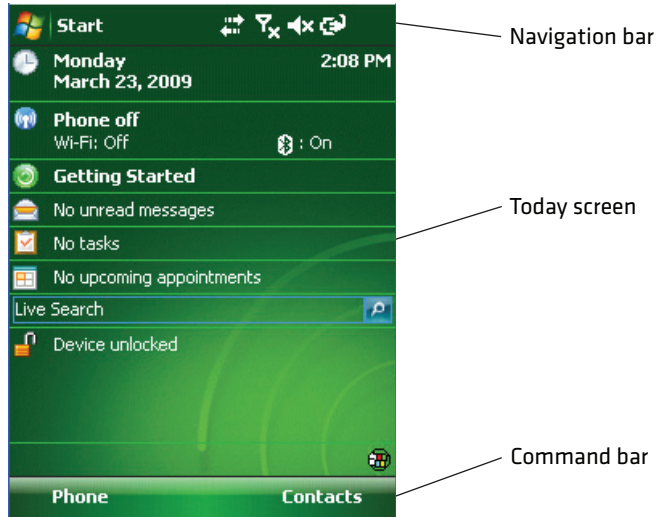 Start
Navigation bar
Monday 2:08 PM
March 23, 2009
Phone off
Wi-Fi: Off : On
Getting Started
No unread messages
Today screen
No tasks
No upcoming appointments
Live Search
Device unlocked
Command bar
Phone Contacts